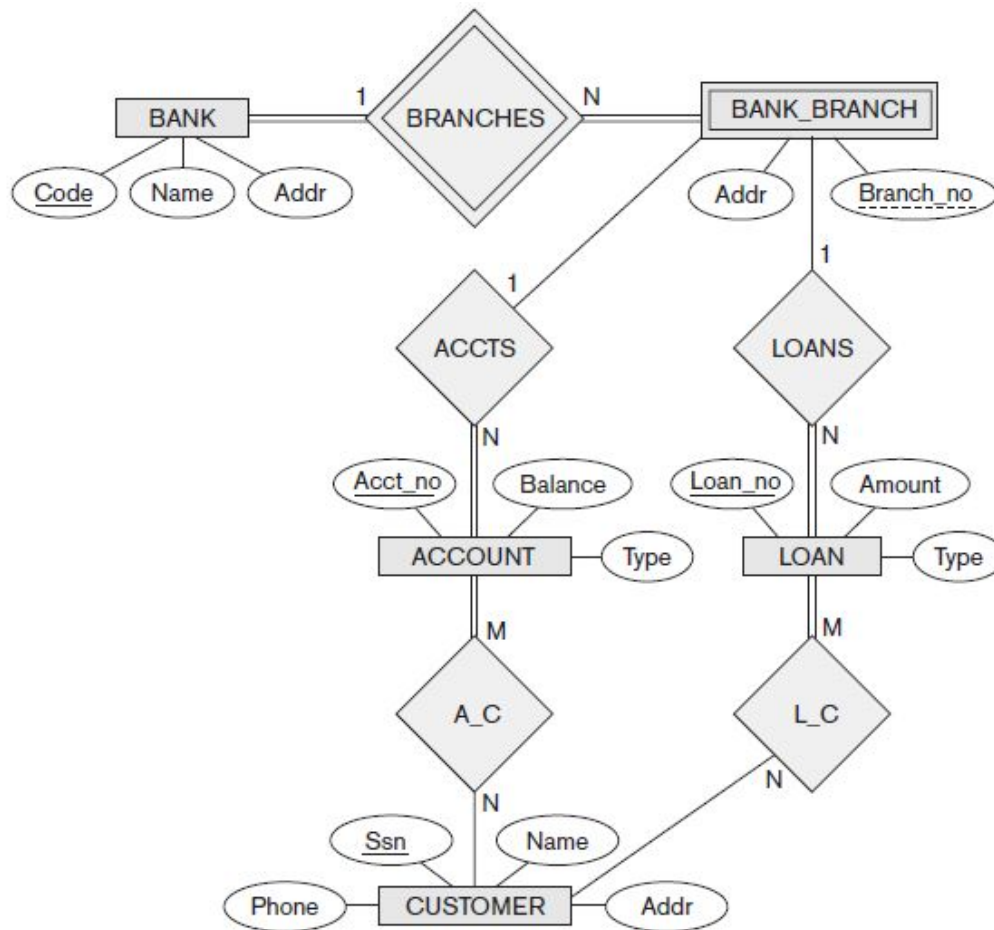 1 N
BANK BRANCHES BANK_BRANCH
Code Name Addr Addr Branch_no
1 1
ACCTS LOANS
N N
Acct_no Balance Loan_no Amount
ACCOUNT Type LOAN Type
M M
A_C L_C
N N
Ssn Name
Phone CUSTOMER Addr